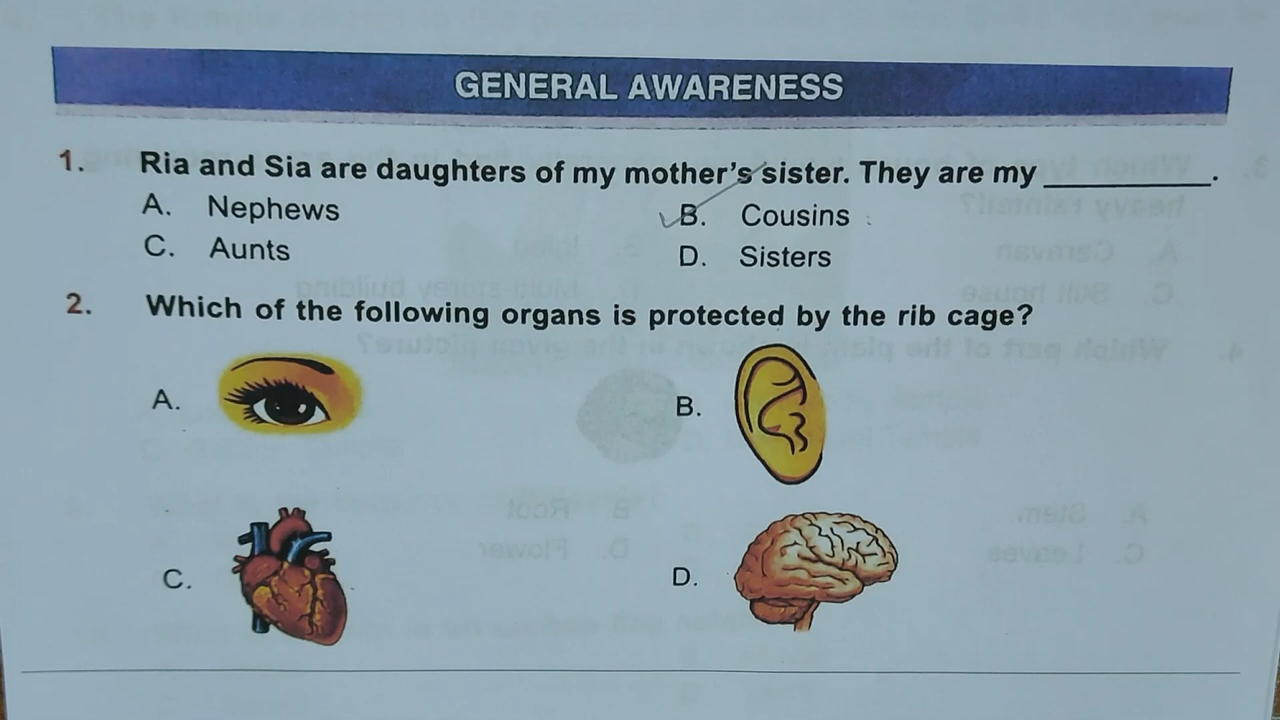 GENERAL AWARENESS
1. Ria and Sia are daughters of my mother's sister. They are my __________.
A. Nephews B. Cousins
C. Aunts D. Sisters
2. Which of the following organs is protected by the rib cage?
A. B.
C. D.